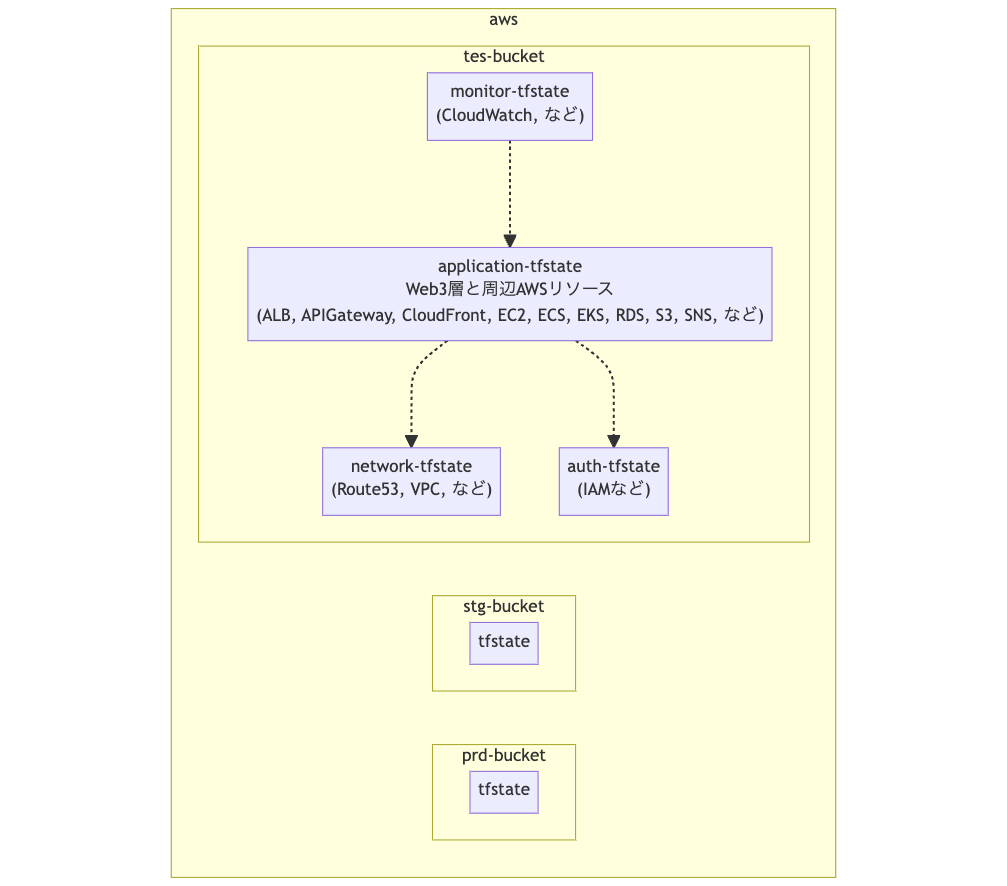 aws
tes-bucket
monitor-tfstate
(CloudWatch, など)
application-tfstate
Web3層と周辺AWSリソース
(ALB, APIGateway, CloudFront, EC2, ECS, EKS, RDS, S3, SNS, など)
network-tfstate
(Route53, VPC, など)
auth-tfstate
(IAMなど)
stg-bucket
tfstate
prd-bucket
tfstate